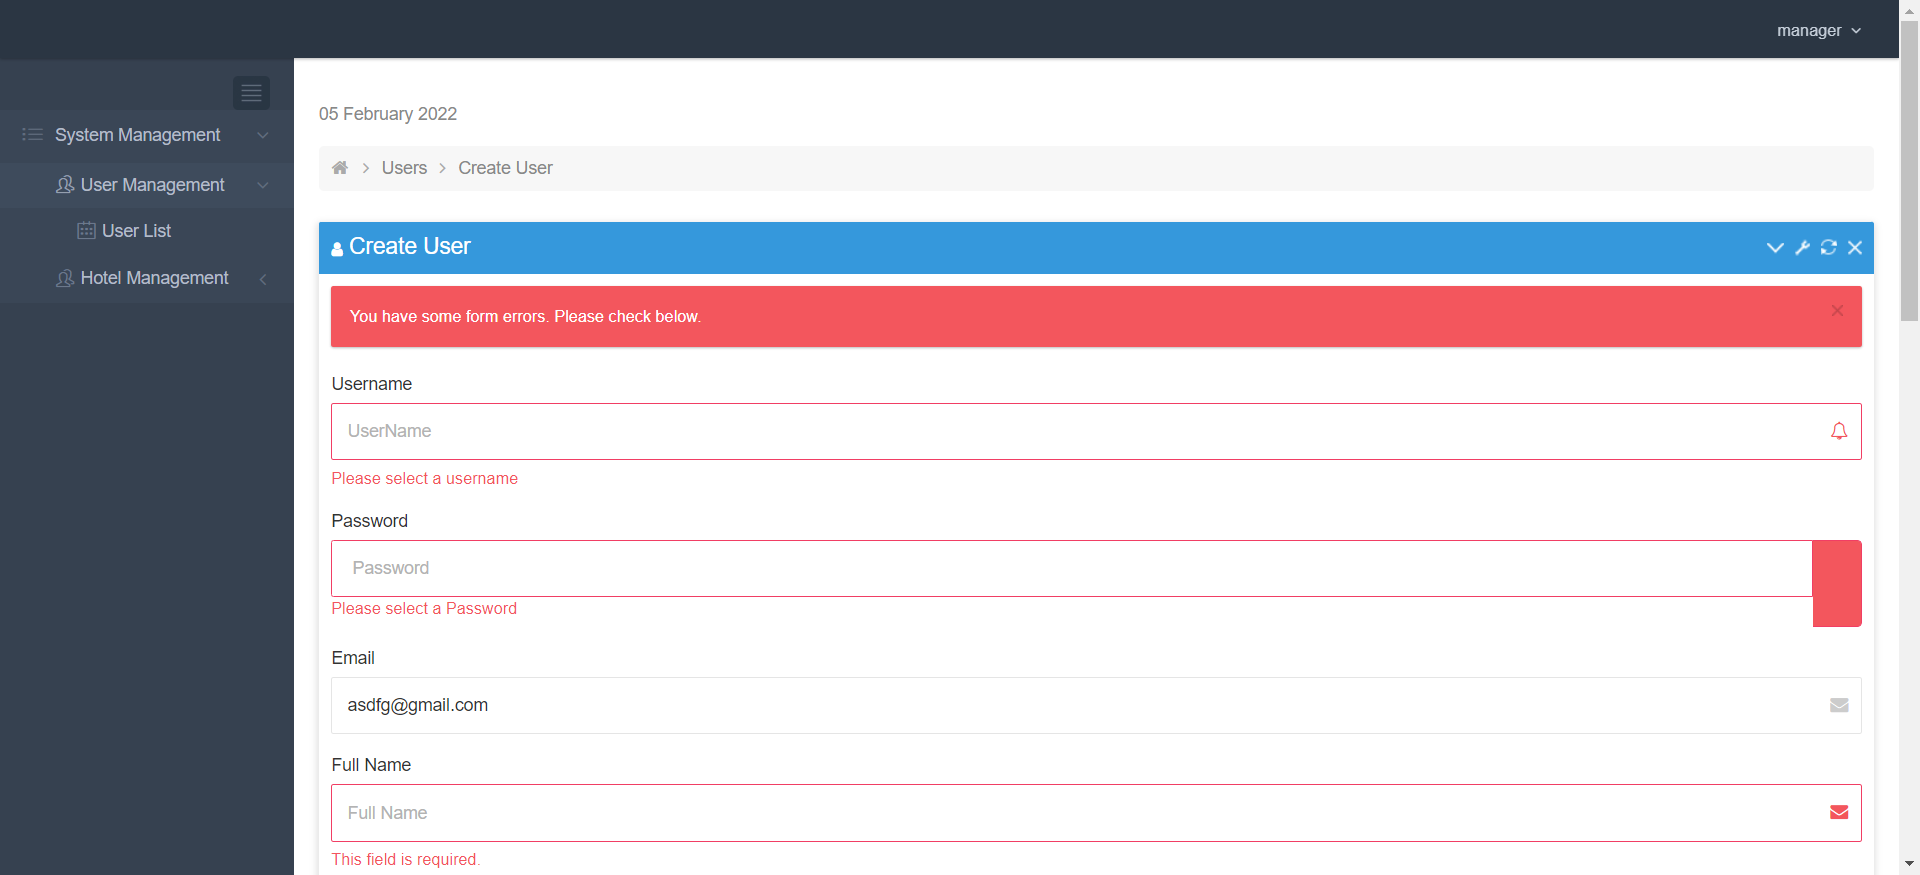 manager
System Management
User Management
User List
Hotel Management
05 February 2022
Users
Create User
Create User
You have some form errors. Please check below.
Username
UserName
Please select a username
Password
Password
Please select a Password
Email
asdfg@gmail.com
Full Name
Full Name
This field is required.